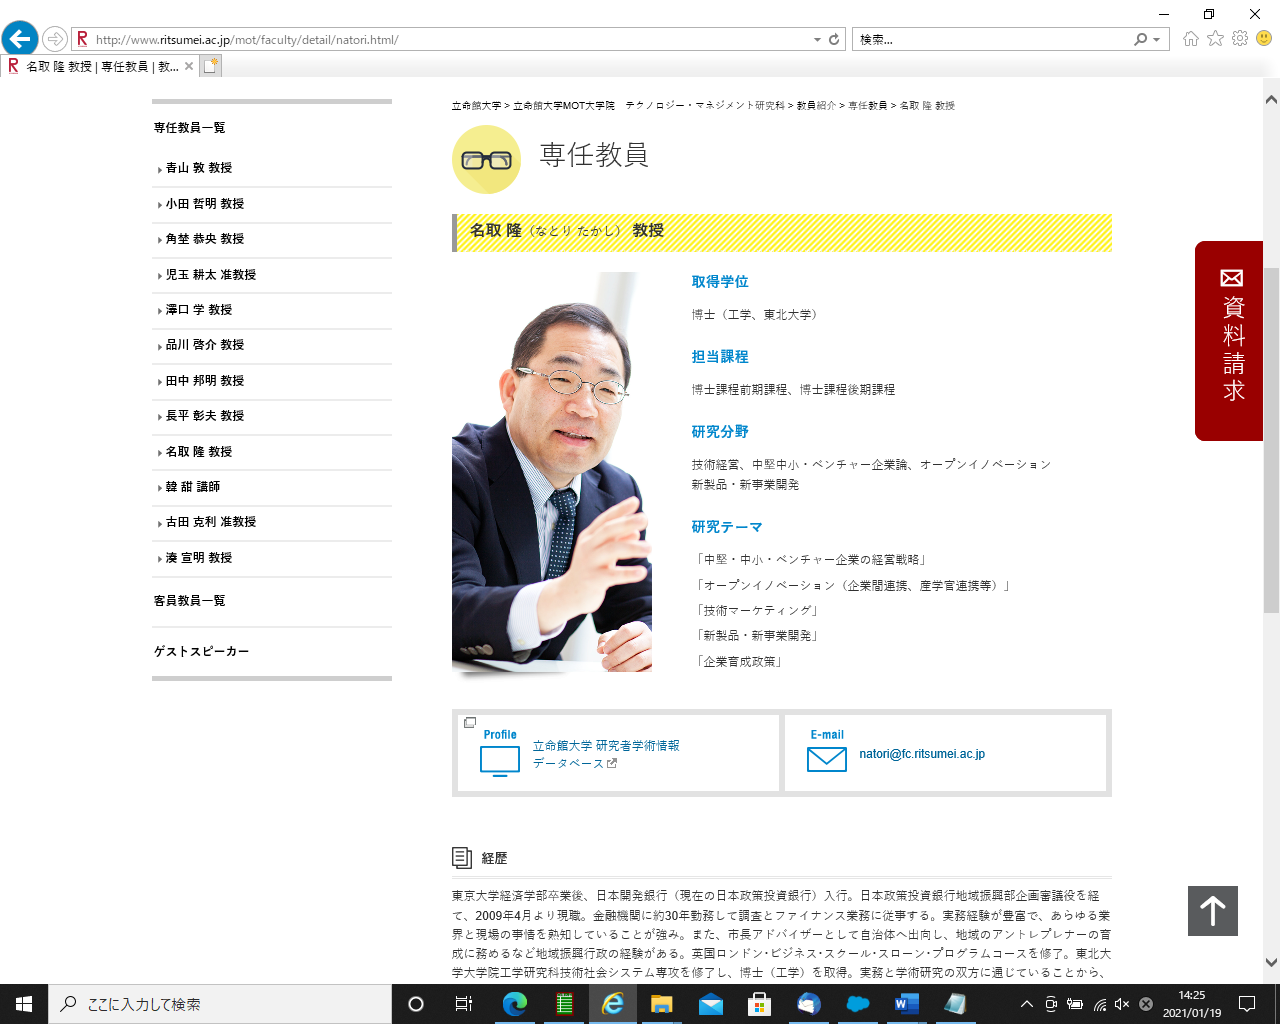 http://www.ritsumei.ac.jp/mot/faculty/detail/natori.html/
検索...
名取 隆 教授 | 専任教員 | 教...
専任教員一覧
青山 敦 教授
小田 哲明 教授
角埜 恭央 教授
児玉 耕太 准教授
澤口 学 教授
品川 啓介 教授
田中 邦明 教授
長平 彰夫 教授
名取 隆 教授
韓 甜 講師
古田 克利 准教授
湊 宣明 教授
客員教員一覧
ゲストスピーカー
立命館大学 > 立命館大学MOT大学院 テクノロジー・マネジメント研究科 > 教員紹介 > 専任教員 > 名取 隆 教授
専任教員
名取 隆（なとり たかし） 教授
取得学位
博士（工学、東北大学）
担当課程
博士課程前期課程、博士課程後期課程
研究分野
技術経営、中堅中小・ベンチャー企業論、オープンイノベーション
新製品・新事業開発
研究テーマ
「中堅・中小・ベンチャー企業の経営戦略」
「オープンイノベーション（企業間連携、産学官連携等）」
「技術マーケティング」
「新製品・新事業開発」
「企業育成政策」
Profile
立命館大学 研究者学術情報
データベース
E-mail
natori@fc.ritsumei.ac.jp
経歴
東京大学経済学部卒業後、日本開発銀行（現在の日本政策投資銀行）入行。日本政策投資銀行地域振興部企画審議役を経
て、2009年4月より現職。金融機関に約30年勤務して調査とファイナンス業務に従事する。実務経験が豊富で、あらゆる業
界と現場の事情を熟知していることが強み。また、市長アドバイザーとして自治体へ出向し、地域のアントレプレナーの育
成に務めるなど地域振興行政の経験がある。英国ロンドン･ビジネス･スクール･スローン･プログラムコースを修了。東北大
学大学院工学研究科技術社会システム専攻を修了し、博士（工学）を取得。実務と学術研究の双方に通じていることから、
資料請求
ここに入力して検索
14:25
2021/01/19